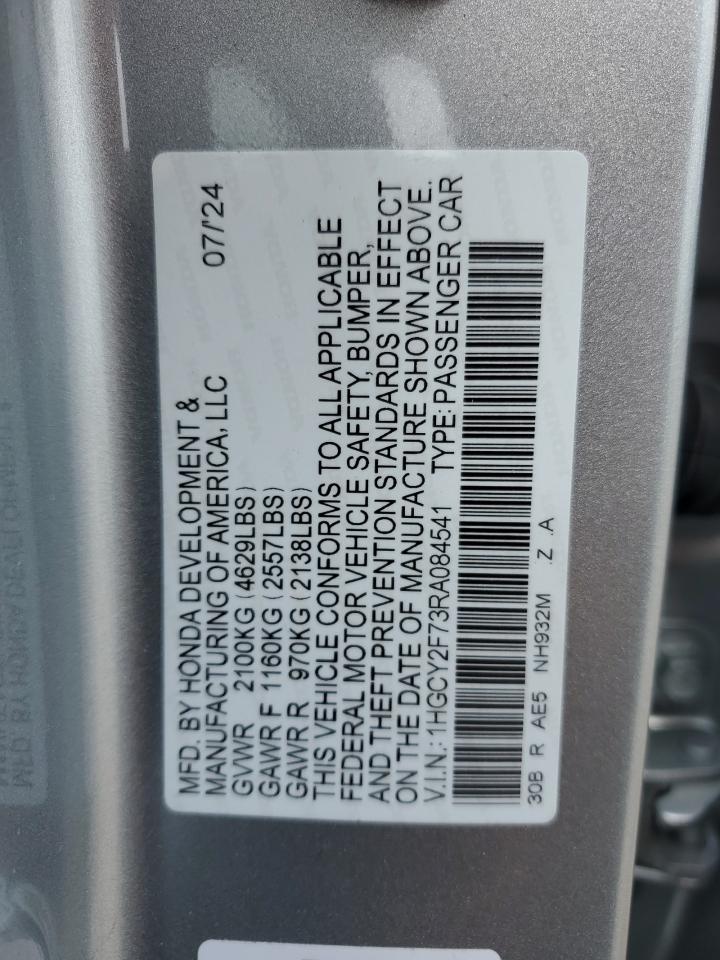 MFD. BY HONDA DEVELOPMENT &
MANUFACTURING OF AMERICA, LLC 07/'24
GVWR 2100KG (4629LBS)
GAWR F 1160KG (2557LBS)
GAWR R 970KG (2138LBS)
THIS VEHICLE CONFORMS TO ALL APPLICABLE
FEDERAL MOTOR VEHICLE SAFETY, BUMPER,
AND THEFT PREVENTION STANDARDS IN EFFECT
ON THE DATE OF MANUFACTURE SHOWN ABOVE.
V.I.N.: 1HGCY2F73RA084541 TYPE: PASSENGER CAR
30B R AE5 NH932M .Z .A